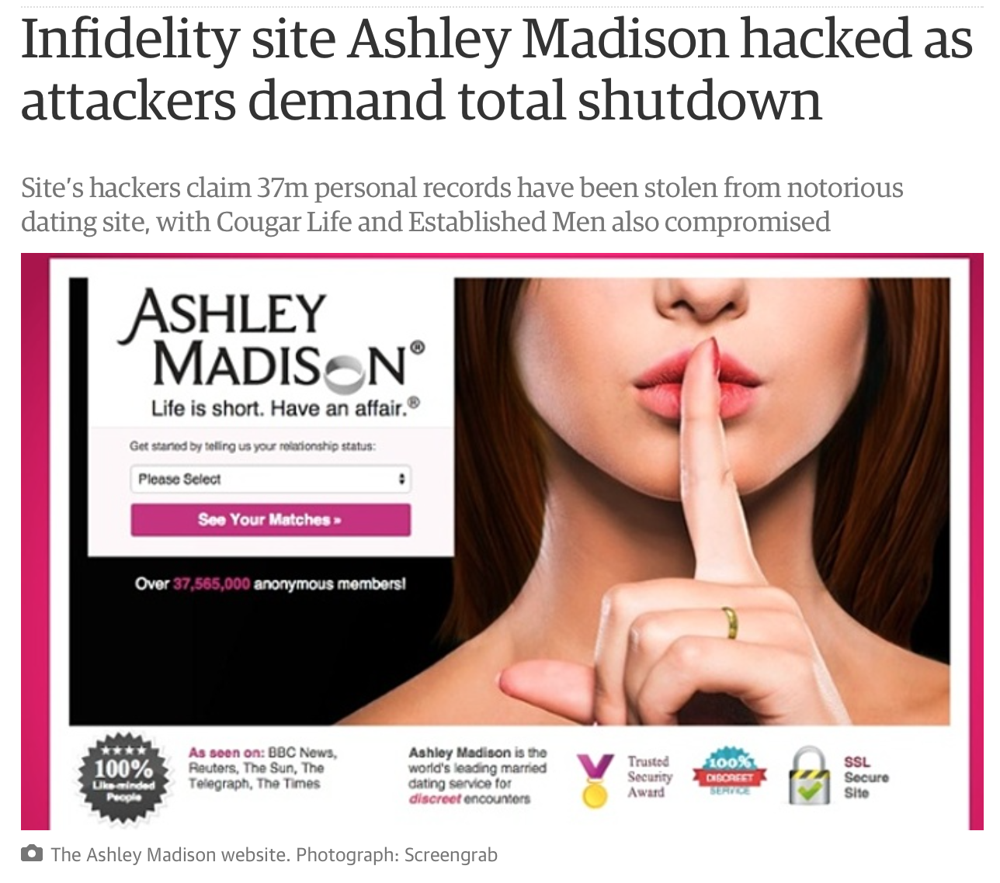 Infidelity site Ashley Madison hacked as
attackers demand total shutdown
Site's hackers claim 37m personal records have been stolen from notorious
dating site, with Cougar Life and Established Men also compromised
ASHLEY
MADISON®
Life is short. Have an affair.®
Get started by telling us your relationship status:
Please Select
See Your Matches »
Over 37,565,000 anonymous members!
100%
Like-minded
People
As seen on: BBC News,
Reuters, The Sun, The
Telegraph, The Times
Ashley Madison is the
world's leading married
dating service for
discreet encounters
Trusted
Security
Award
100%
DISCREET
SERVICE
SSL
Secure
Site
The Ashley Madison website. Photograph: Screengrab